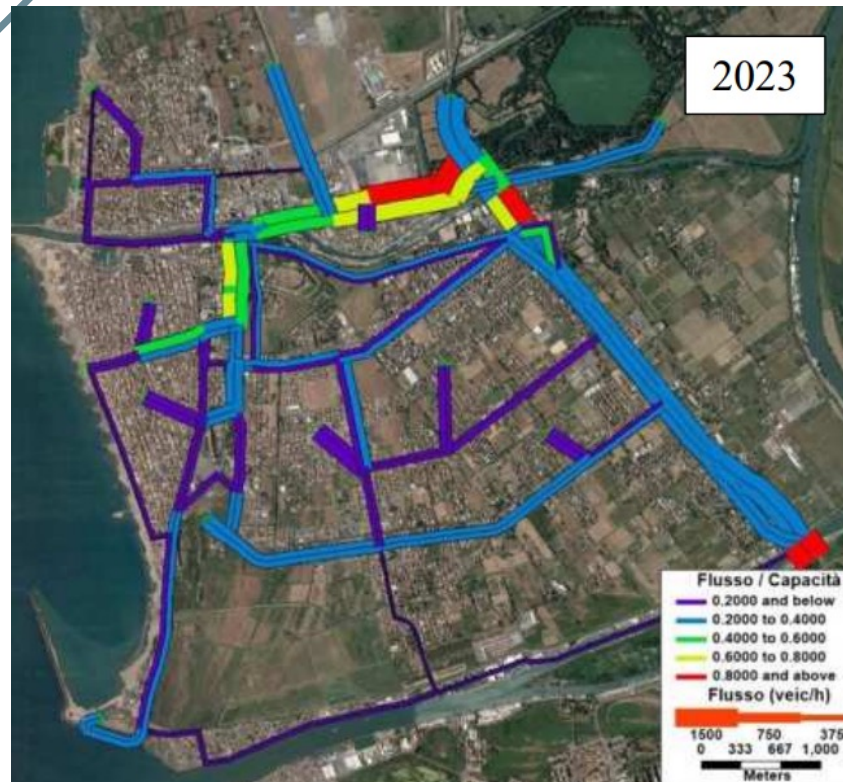 2023
Flusso / Capacità
0.2000 and below
0.2000 to 0.4000
0.4000 to 0.6000
0.6000 to 0.8000
0.8000 and above
Flusso (veic/h)
1500 750 375
0 333 667 1,000
Meters